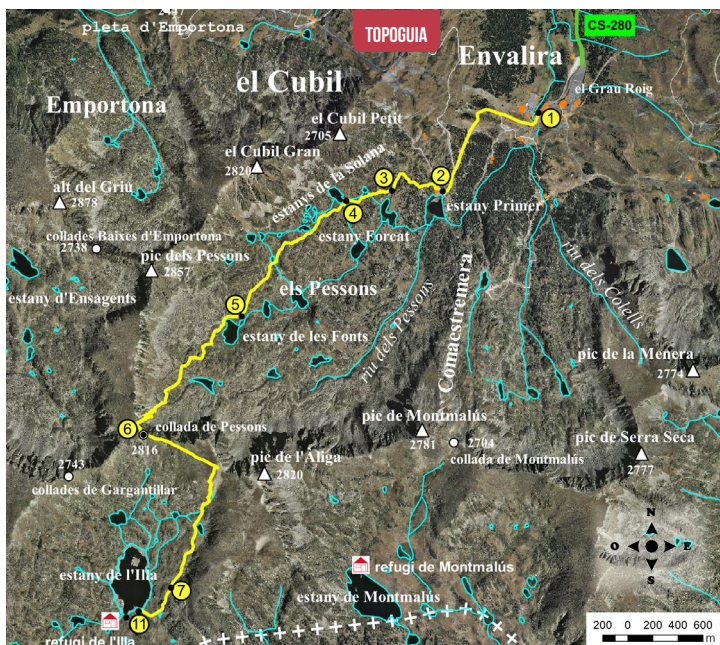 pleta d'Emportona
TOPOGUIA
CS-280
Envalira
el Cubil
el Grau Roig
Emportona
el Cubil Petit
2705
1
el Cubil Gran
2820
estanys de la Solana
3
2
alt del Griu
2878
4
estany Primer
estany Forcat
collades Baixes d'Emportona
2738
pic dels Pessons
2857
els Pessons
riu dels Pessons
Comaestremera
riu dels Colells
estany d'Ensagents
5
estany de les Fonts
pic de la Menera
2774
6
collada de Pessons
2816
pic de Montmalús
2781
2704
collada de Montmalús
pic de Serra Seca
2777
2743
collades de Gargantillar
pic de l'Àliga
2820
N
O
E
S
estany de l'Illa
7
refugi de Montmalús
estany de Montmalús
11
refugi de l'Illa
200 0 200 400 600
m